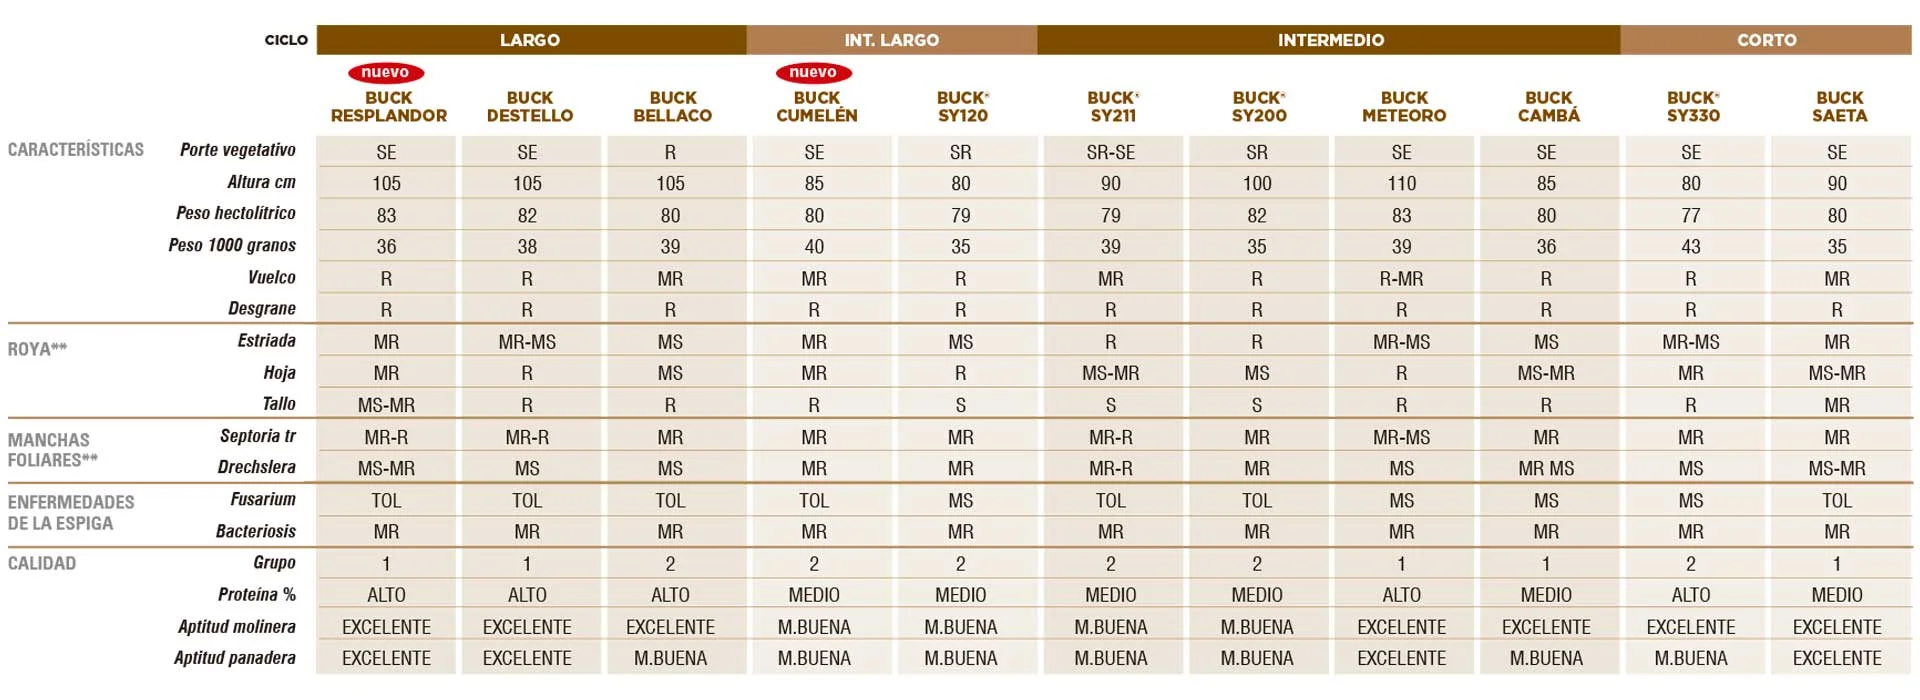 CICLO LARGO INT. LARGO INTERMEDIO CORTO
nuevo nuevo
BUCK BUCK BUCK BUCK BUCK® BUCK® BUCK® BUCK BUCK BUCK® BUCK
RESPLANDOR DESTELLO BELLACO CUMELÉN SY120 SY211 SY200 METEORO CAMBÁ SY330 SAETA
CARACTERÍSTICAS Porte vegetativo SE SE R SE SR SR-SE SR SE SE SE SE
Altura cm 105 105 105 85 80 90 100 110 85 80 90
Peso hectolítrico 83 82 80 80 79 79 82 83 80 77 80
Peso 1000 granos 36 38 39 40 35 39 35 39 36 43 35
Vuelco R R MR MR R MR R R-MR R R MR
Desgrane R R R R R R R R R R R
Estriada MR MR-MS MS MR MS R R MR-MS MS MR-MS MR
ROYA**
Hoja MR R MS MR R MS-MR MS R MS-MR MR MS-MR
Tallo MS-MR R R R S S S R R R MR
Septoria tr MR-R MR-R MR MR MR MR-R MR MR-MS MR MR MR
MANCHAS
FOLIARES**
Drechslera MS-MR MS MS MR MR MR-R MR MS MR MS MS MS-MR
ENFERMEDADES Fusarium TOL TOL TOL TOL MS TOL TOL MS MS MS TOL
DE LA ESPIGA
Bacteriosis MR MR MR MR MR MR MR MR MR MR MR
CALIDAD Grupo 1 1 2 2 2 2 2 1 1 2 1
Proteína % ALTO ALTO ALTO MEDIO MEDIO MEDIO MEDIO ALTO MEDIO ALTO MEDIO
Aptitud molinera EXCELENTE EXCELENTE EXCELENTE M.BUENA M.BUENA M.BUENA M.BUENA EXCELENTE EXCELENTE EXCELENTE EXCELENTE
Aptitud panadera EXCELENTE EXCELENTE M.BUENA M.BUENA M.BUENA M.BUENA M.BUENA EXCELENTE M.BUENA M.BUENA EXCELENTE